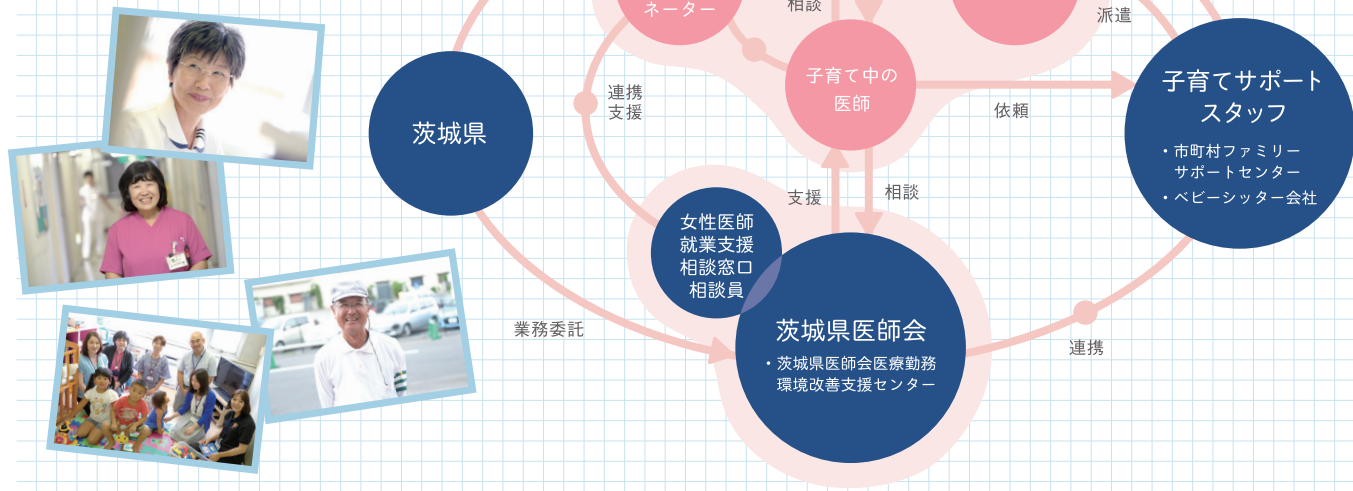 ネーター
相談
派遣
子育て中の
医師
連携
支援
依頼
茨城県
子育てサポート
スタッフ
・市町村ファミリー
サポートセンター
・ベビーシッター会社
支援
相談
女性医師
就業支援
相談窓口
相談員
業務委託
茨城県医師会
・茨城県医師会医療勤務
環境改善支援センター
連携